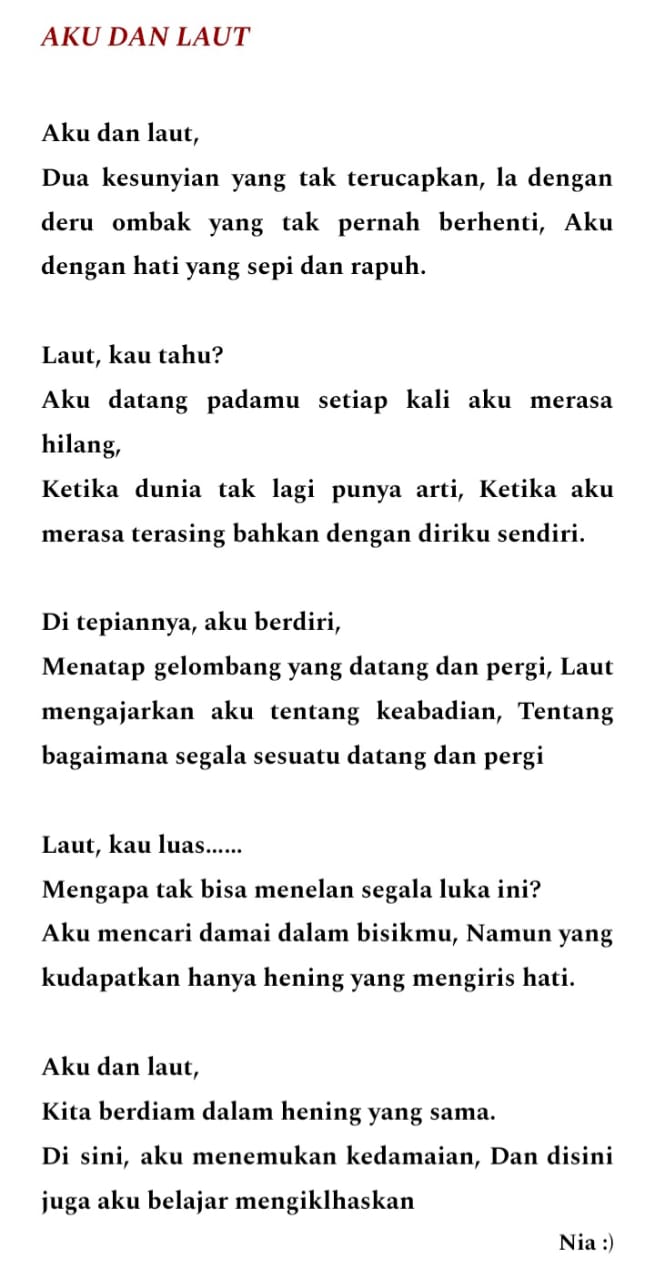 AKU DAN LAUT
Aku dan laut,
Dua kesunyian yang tak terucapkan, la dengan
deru ombak yang tak pernah berhenti, Aku
dengan hati yang sepi dan rapuh.
Laut, kau tahu?
Aku datang padamu setiap kali aku merasa
hilang,
Ketika dunia tak lagi punya arti, Ketika aku
merasa terasing bahkan dengan diriku sendiri.
Di tepiannya, aku berdiri,
Menatap gelombang yang datang dan pergi, Laut
mengajarkan aku tentang keabadian, Tentang
bagaimana segala sesuatu datang dan pergi
Laut, kau luas......
Mengapa tak bisa menelan segala luka ini?
Aku mencari damai dalam bisikmu, Namun yang
kudapatkan hanya hening yang mengiris hati.
Aku dan laut,
Kita berdiam dalam hening yang sama.
Di sini, aku menemukan kedamaian, Dan disini
juga aku belajar mengiklhaskan
Nia :)